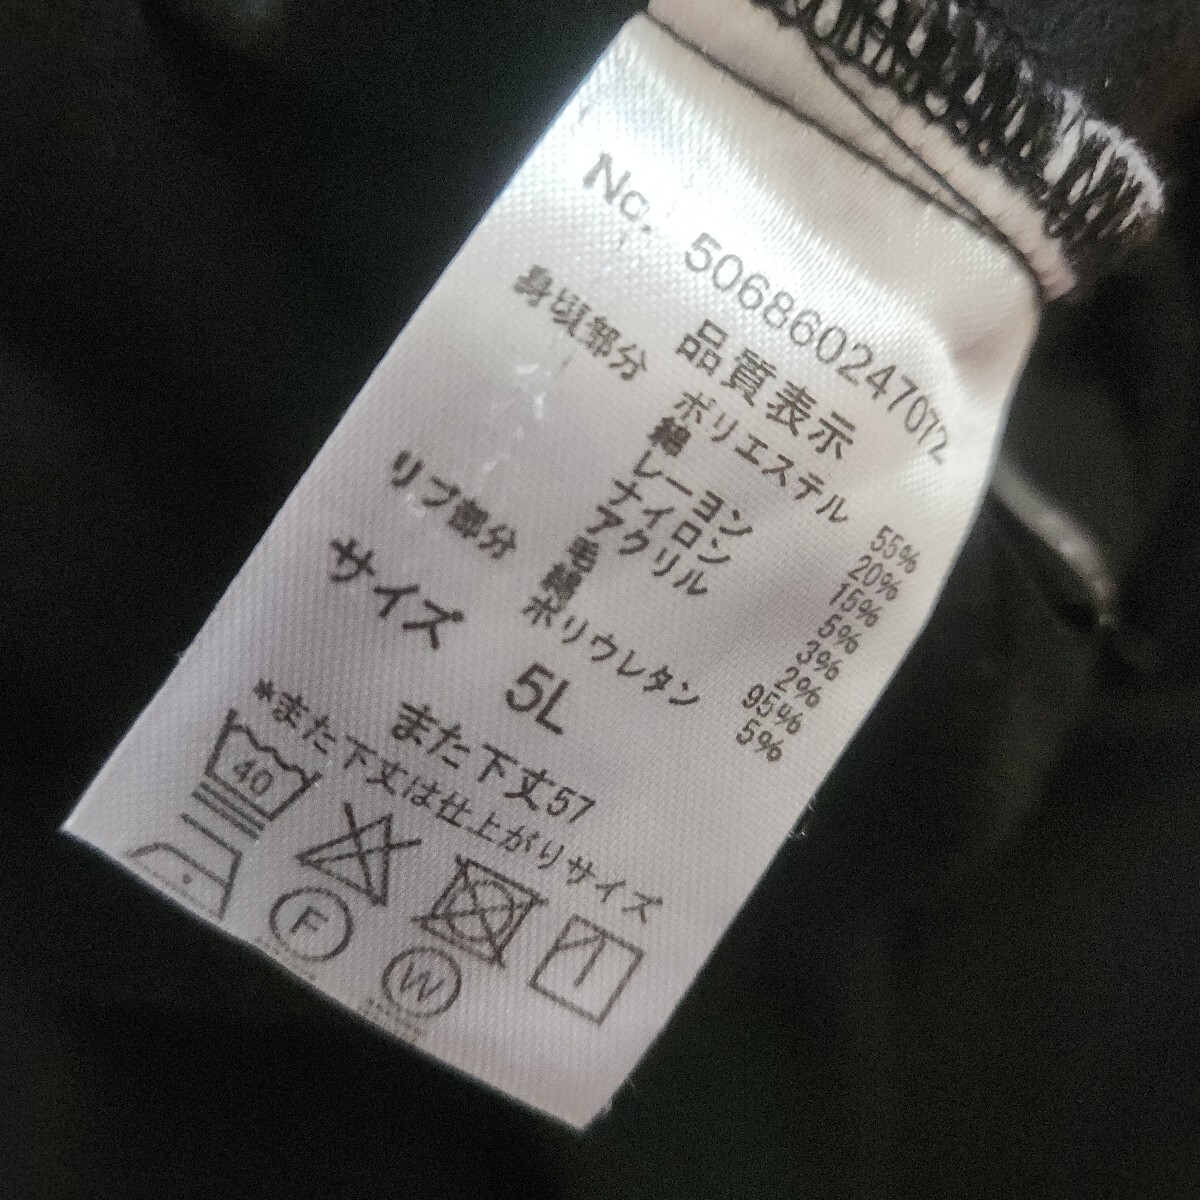 No. 506860247072
品質表示
身頃部分 ポリエステル 55%
綿 20%
レーヨン 15%
ナイロン 5%
アクリル 3%
毛 2%
リブ部分 綿 95%
ポリウレタン 5%
サイズ 5L
また下丈57
*また下丈は仕上がりサイズ
40
F
W